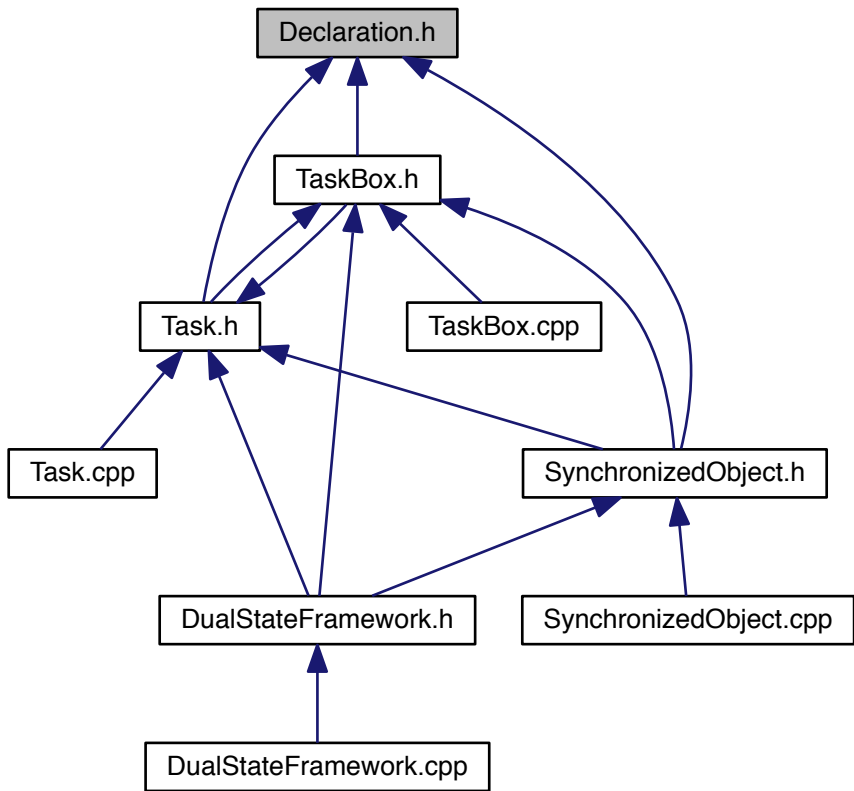 Declaration.h
TaskBox.h
Task.h
TaskBox.cpp
Task.cpp
SynchronizedObject.h
DualStateFramework.h
SynchronizedObject.cpp
DualStateFramework.cpp